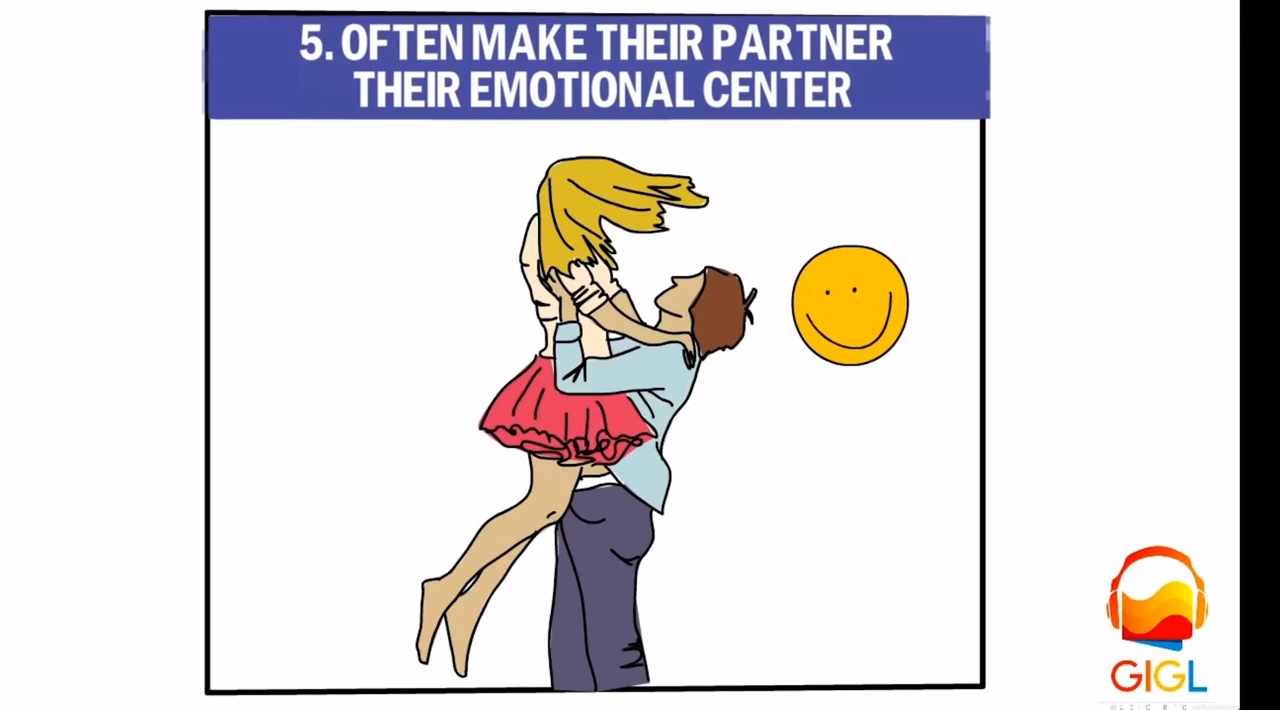 5. OFTEN MAKE THEIR PARTNER
THEIR EMOTIONAL CENTER
GIGL